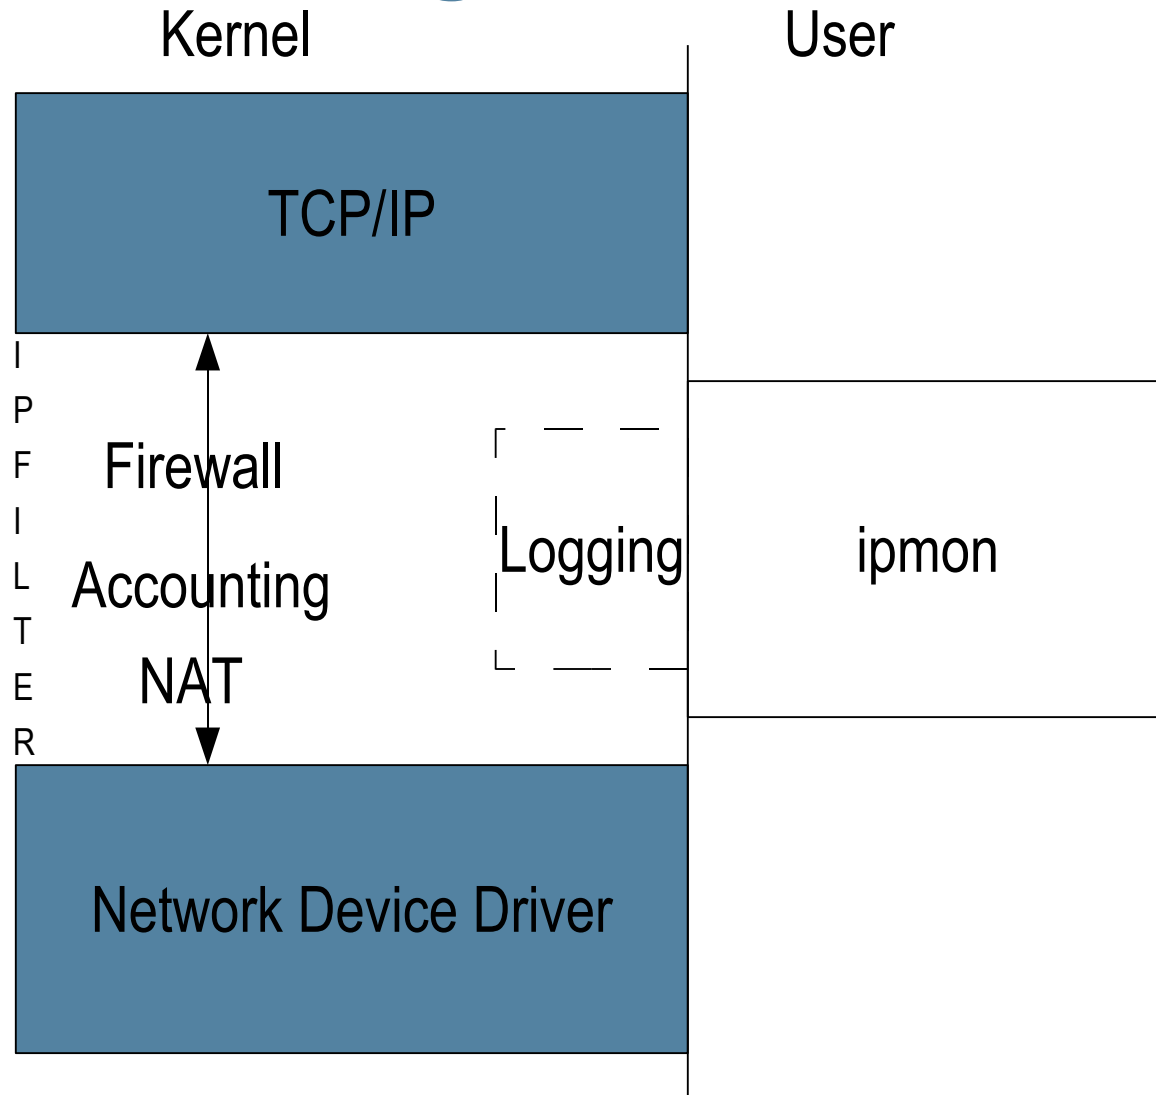 Kernel
User
TCP/IP
I
P
F
I
L
T
E
R
Firewall
Accounting
NAT
Logging
ipmon
Network Device Driver